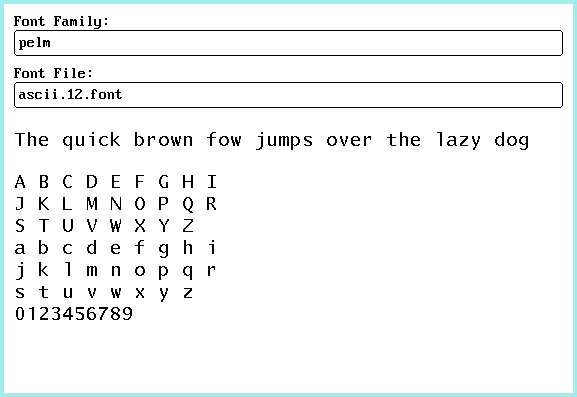 Font Family:
pelm
Font File:
ascii.12.font
The quick brown fow jumps over the lazy dog
A B C D E F G H I
J K L M N O P Q R
S T U V W X Y Z
a b c d e f g h i
j k l m n o p q r
s t u v w x y z
0123456789